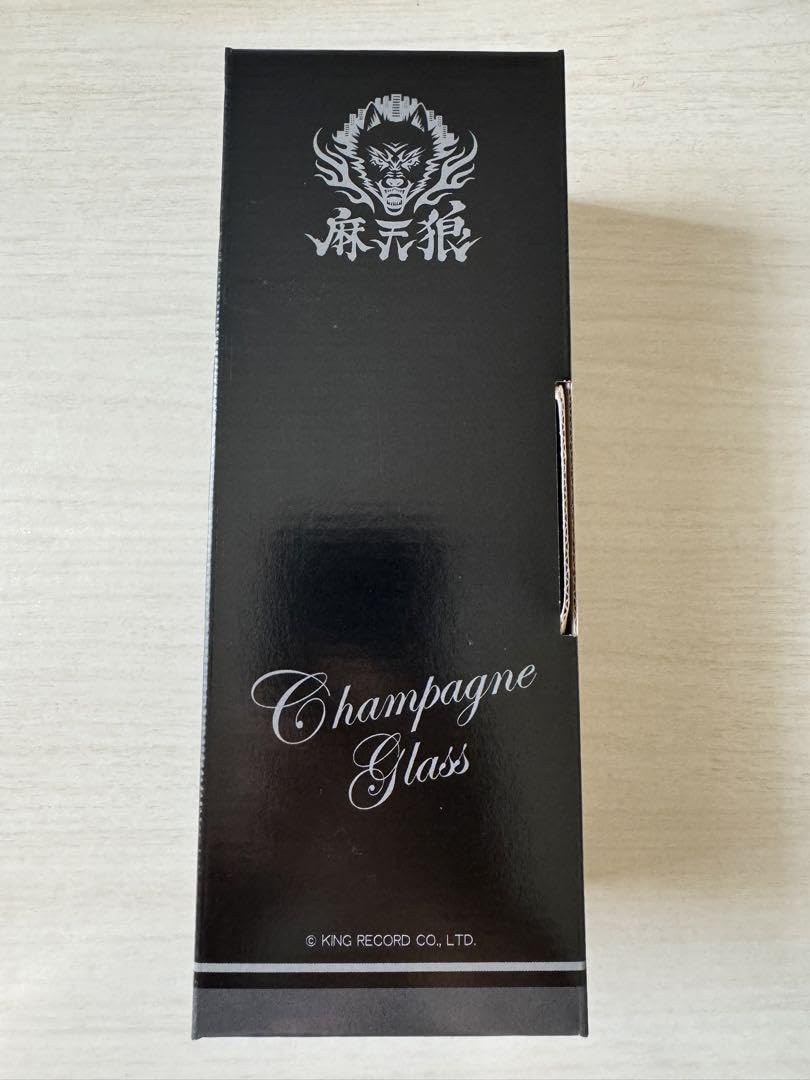 麻天狼
Champagne
Glass
© KING RECORD CO., LTD.